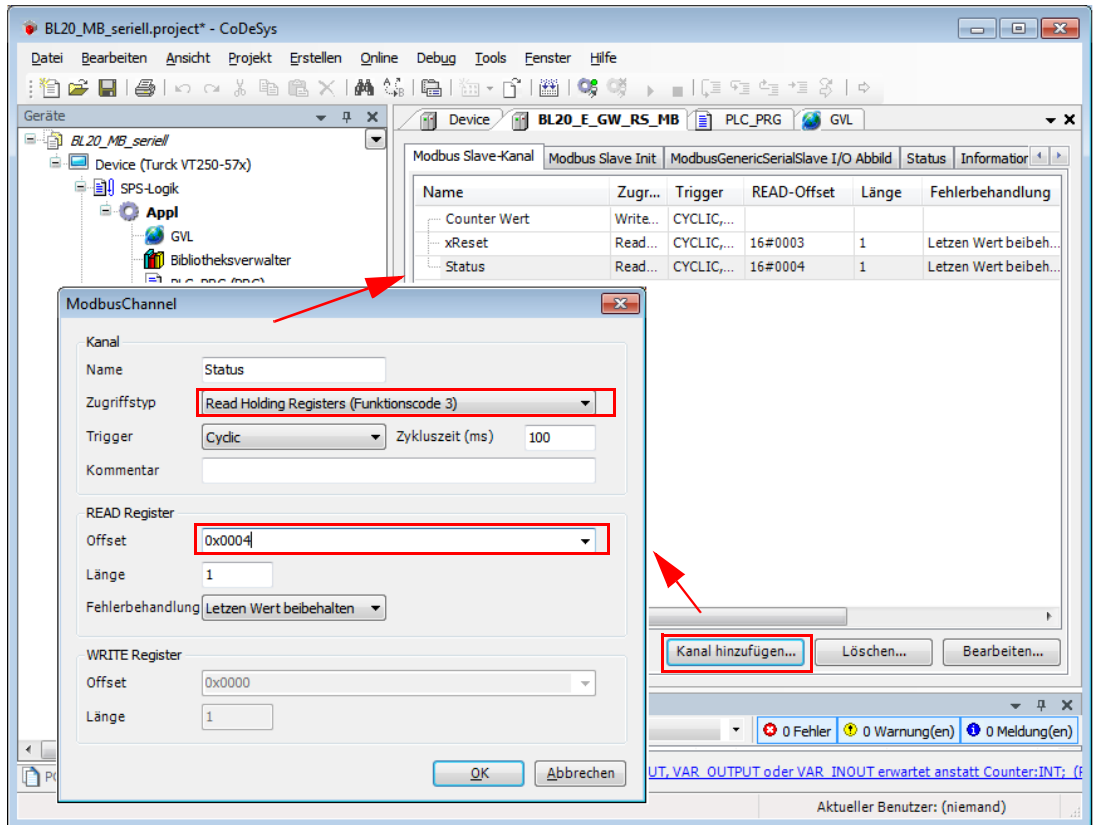 BL20_MB_seriell.project* - CoDeSys
Datei Bearbeiten Ansicht Projekt Erstellen Online Debug Tools Fenster Hilfe
Geräte
BL20_MB_seriell
Device (Turck VT250-57x)
SPS-Logik
Appl
GVL
Bibliotheksverwalter
PLC_PRG (PRG)
Device BL20_E_GW_RS_MB PLC_PRG GVL
Modbus Slave-Kanal Modbus Slave Init ModbusGenericSerialSlave I/O Abbild Status Information
Name Zugr... Trigger READ-Offset Länge Fehlerbehandlung
Counter Wert Write... CYCLIC,...
xReset Read... CYCLIC,... 16#0003 1 Letzen Wert beibeh...
Status Read... CYCLIC,... 16#0004 1 Letzen Wert beibeh...
ModbusChannel
Kanal
Name Status
Zugriffstyp Read Holding Registers (Funktionscode 3)
Trigger Cyclic Zykluszeit (ms) 100
Kommentar
READ Register
Offset 0x0004
Länge 1
Fehlerbehandlung Letzen Wert beibehalten
WRITE Register
Offset 0x0000
Länge 1
OK Abbrechen
Kanal hinzufügen... Löschen... Bearbeiten...
0 Fehler 0 Warnung(en) 0 Meldung(en)
UT, VAR_OUTPUT oder VAR_INOUT erwartet anstatt Counter:INT;
Aktueller Benutzer: (niemand)